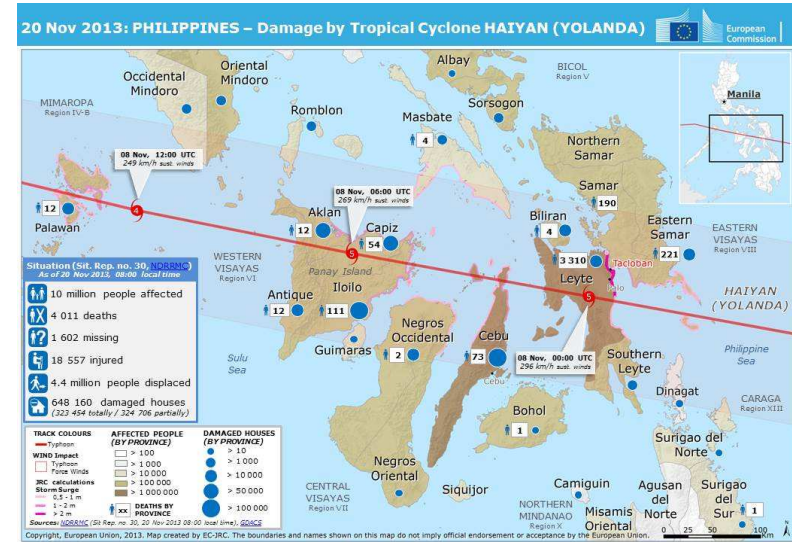 20 Nov 2013: PHILIPPINES – Damage by Tropical Cyclone HAIYAN (YOLANDA)
European
Commission
Albay
BICOL
Region V
Oriental
Mindoro
Occidental
Mindoro
Manila
MIMAROPA
Region IV-B
Romblon
Masbate
4
Sorsogon
Northern
Samar
08 Nov, 12:00 UTC
249 km/h sust. winds
4
08 Nov, 06:00 UTC
269 km/h sust. winds
Samar
190
12
Palawan
Aklan
12
Capiz
54
5
Biliran
4
Eastern
Samar
221
EASTERN
VISAYAS
Region VIII
WESTERN
VISAYAS
Region VI
Panay Island
3 310
Leyte
Tacloban
Palo
5
HAIYAN
(YOLANDA)
Situation (Sit. Rep. no. 30, NDRRMC)
As of 20 Nov 2013, 08:00 local time
10 million people affected
4 011 deaths
1 602 missing
18 557 injured
4.4 million people displaced
648 160 damaged houses
(323 454 totally / 324 706 partially)
Antique
12
Iloilo
111
Guimaras
Negros
Occidental
2
Cebu
73
Cebu
08 Nov, 00:00 UTC
296 km/h sust. winds
Sulu
Sea
Philippine
Sea
Southern
Leyte
Dinagat
CARAGA
Region XIII
Bohol
1
Surigao del
Norte
Negros
Oriental
Siquijor
CENTRAL
VISAYAS
Region VII
Camiguin
NORTHERN
MINDANAO
Region X
Misamis
Oriental
Agusan
del
Norte
Surigao
del
Sur
1
TRACK COLOURS
Typhoon
WIND Impact
Typhoon
Force Winds
JRC calculations
Storm Surge
0,5 - 1 m
1 - 2 m
> 2 m
AFFECTED PEOPLE
(BY PROVINCE)
> 100
> 1 000
> 10 000
> 100 000
> 1 000 000
xx DEATHS BY
PROVINCE
DAMAGED HOUSES
(BY PROVINCE)
> 10
> 1 000
> 10 000
> 50 000
> 100 000
Sources: NDRRMC (Sit Rep. no. 30, 20 Nov 2013 08:00 local time), GDACS
0 25 50 100
Km
N
Copyright, European Union, 2013. Map created by EC-JRC. The boundaries and names shown on this map do not imply official endorsement or acceptance by the European Union.